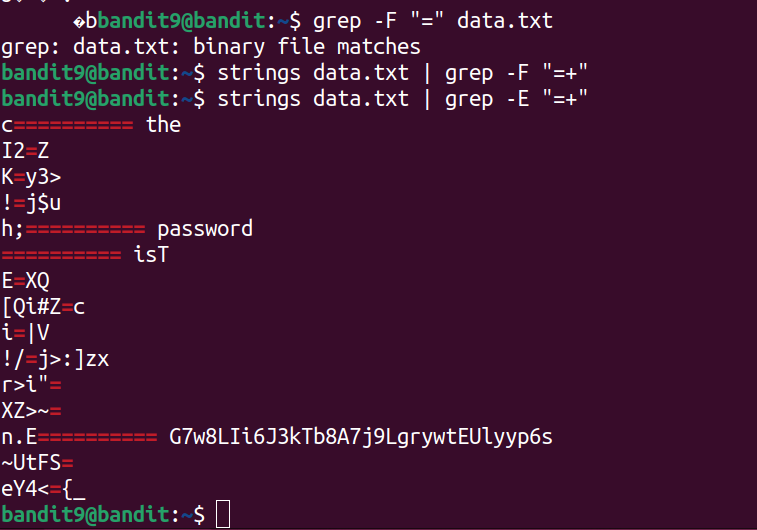 �bbandit9@bandit:~$ grep -F "=" data.txt
grep: data.txt: binary file matches
bandit9@bandit:~$ strings data.txt | grep -F "=+"
bandit9@bandit:~$ strings data.txt | grep -E "=+"
c========== the
I2=Z
K=y3>
!=j$u
h;========== password
========== isT
E=XQ
[Qi#Z=c
i=|V
!/=j>:]zx
r>i"=
XZ>~=
n.E========== G7w8LIi6J3kTb8A7j9LgrywtEUlyyp6s
~UtFS=
eY4<={_
bandit9@bandit:~$